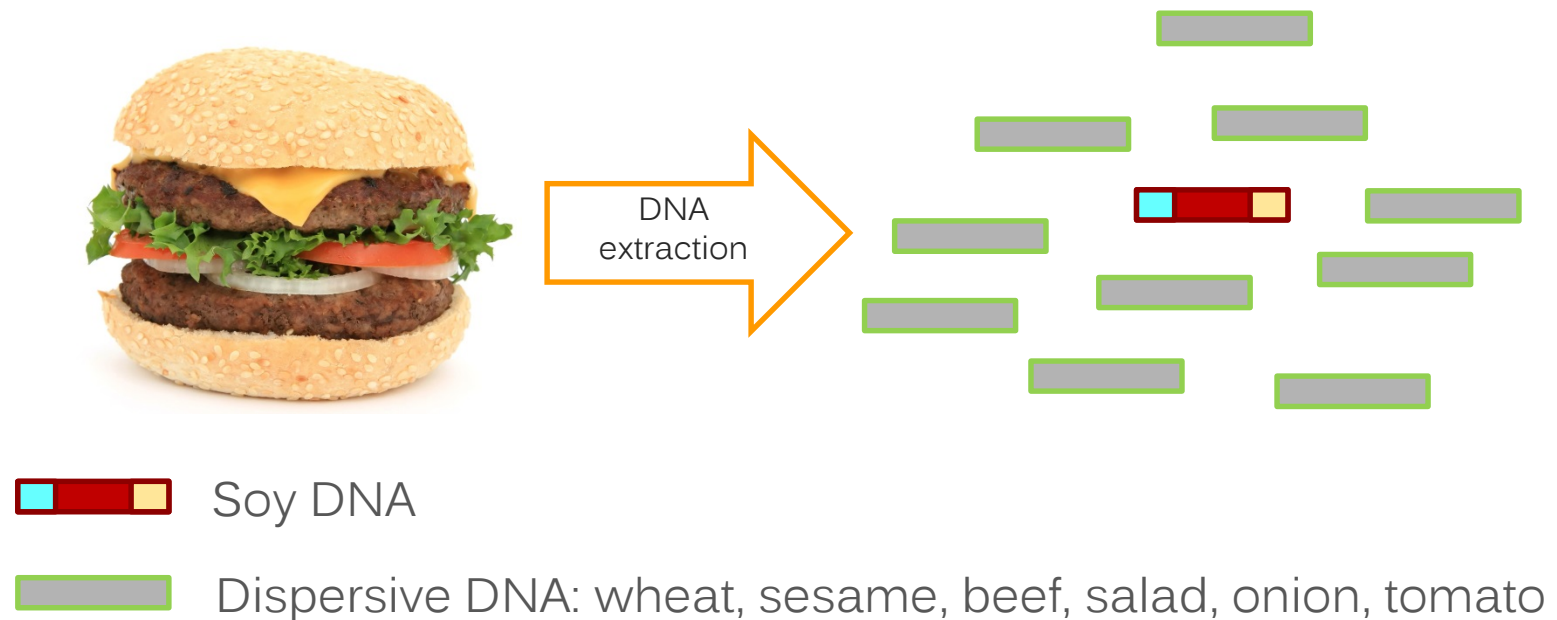 DNA
extraction
Soy DNA
Dispersive DNA: wheat, sesame, beef, salad, onion, tomato